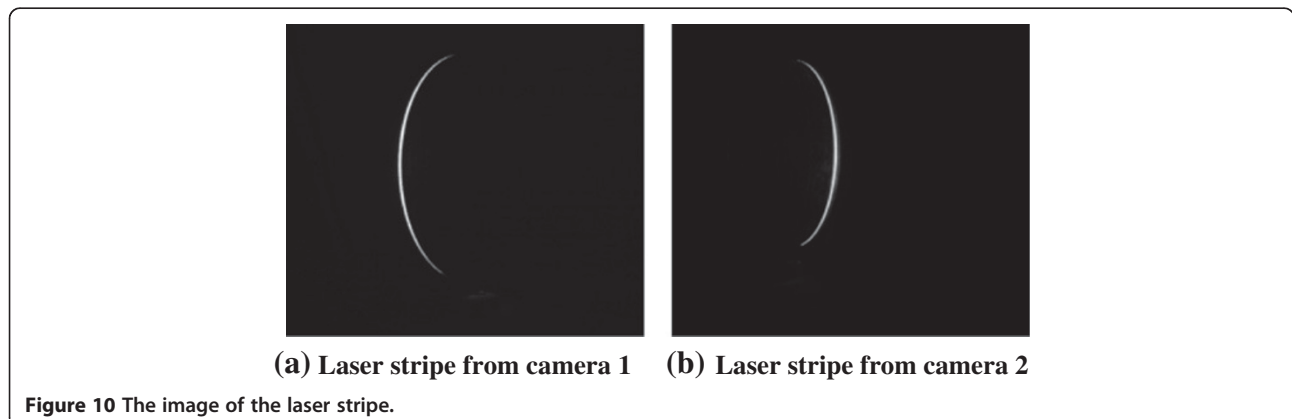 (a) Laser stripe from camera 1
(b) Laser stripe from camera 2
Figure 10 The image of the laser stripe.